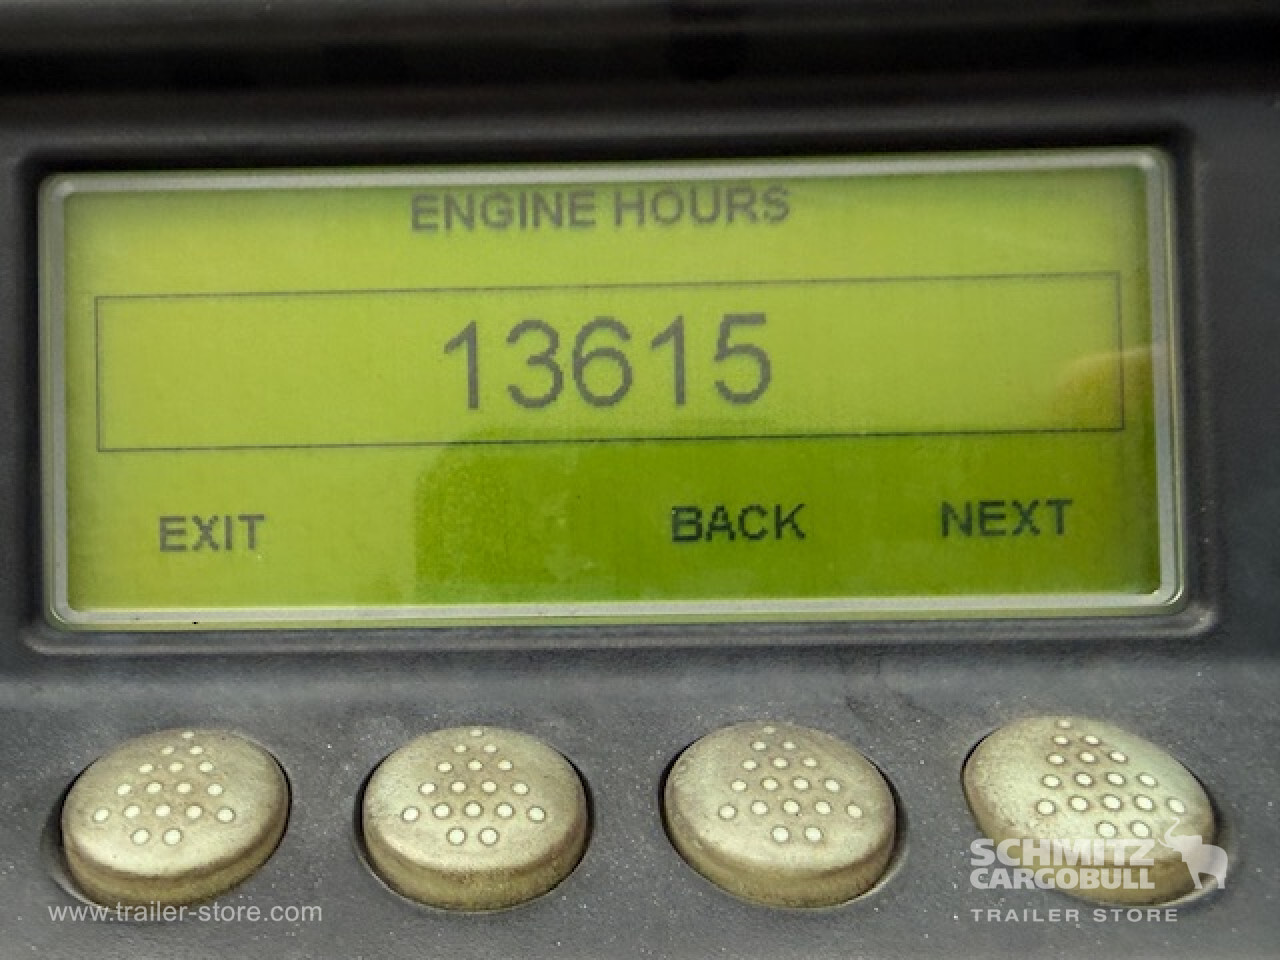 ENGINE HOURS
13615
EXIT BACK NEXT
SCHMITZ
CARGOBULL
www.trailer-store.com TRAILER STORE